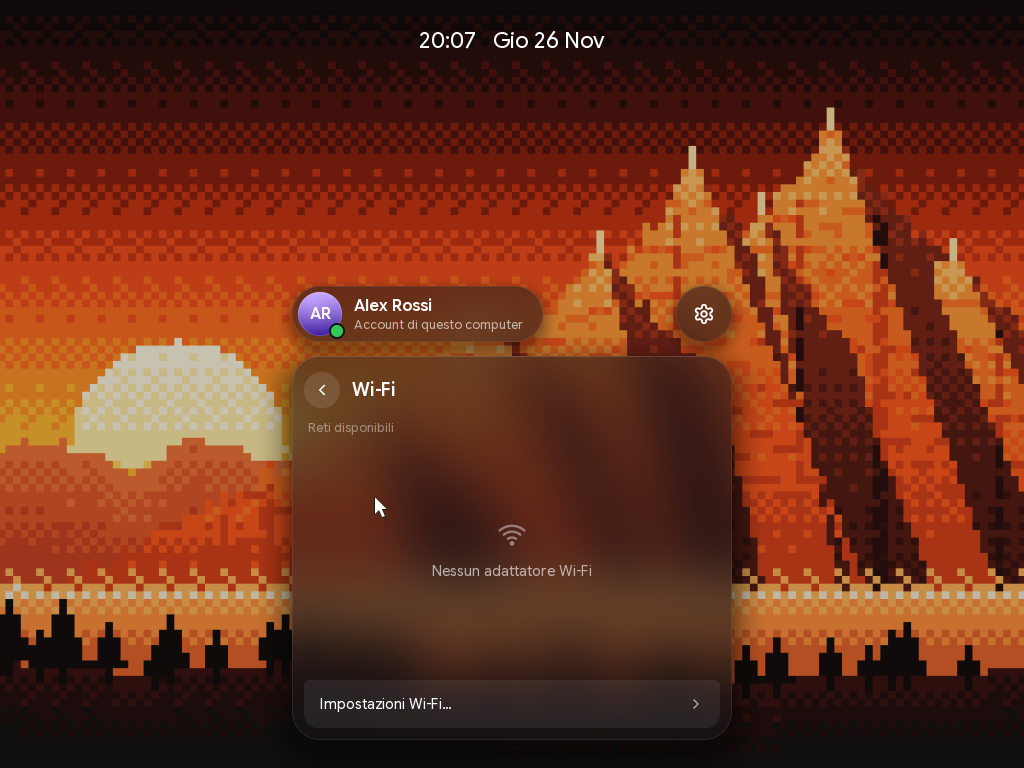 20:07 Gio 26 Nov
AR
Alex Rossi
Account di questo computer
Wi-Fi
Reti disponibili
Nessun adattatore Wi-Fi
Impostazioni Wi-Fi...